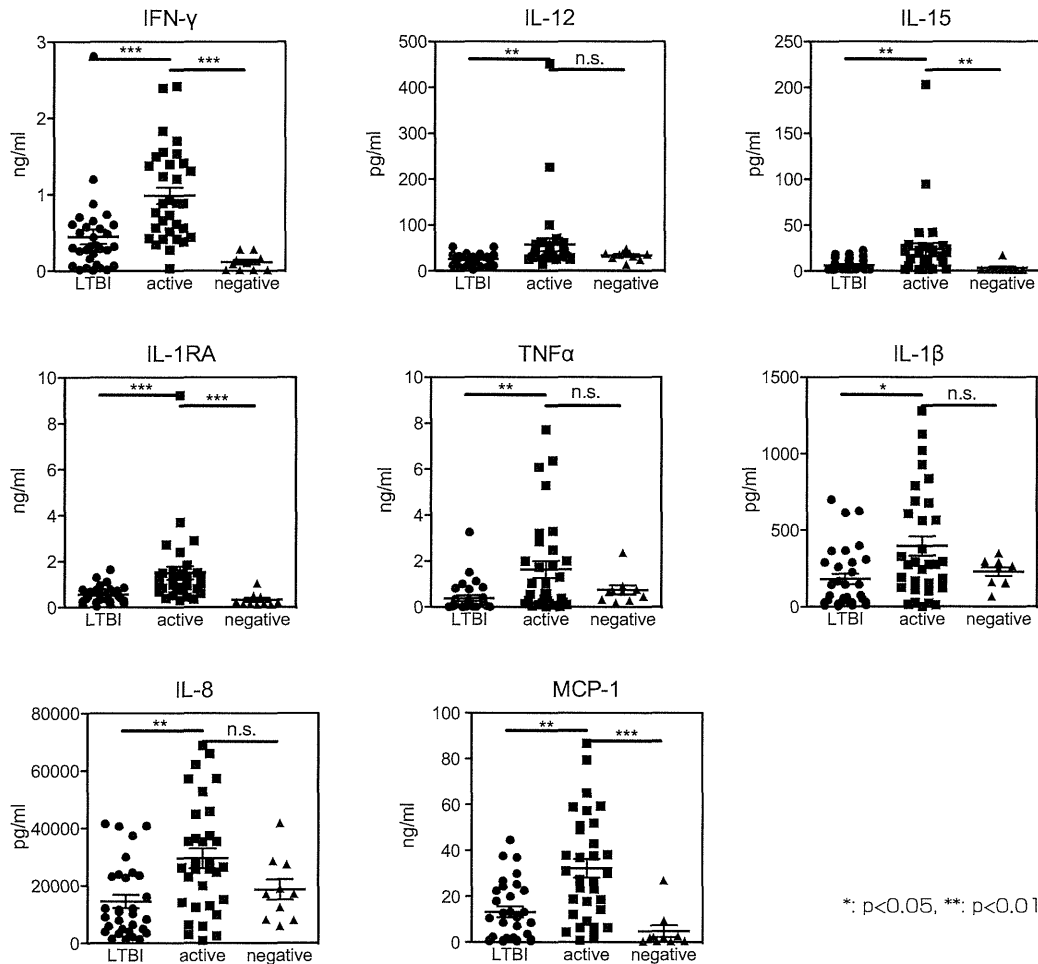 IFN-γ
3
2
1
0
ng/ml
***
***
LTBI
active
negative
IL-12
500
400
300
200
100
0
pg/ml
**
n.s.
LTBI
active
negative
IL-15
250
200
150
100
50
0
pg/ml
**
**
LTBI
active
negative
IL-1RA
10
8
6
4
2
0
ng/ml
***
***
LTBI
active
negative
TNFα
10
8
6
4
2
0
ng/ml
**
n.s.
LTBI
active
negative
IL-1β
1500
1000
500
0
pg/ml
*
n.s.
LTBI
active
negative
IL-8
80000
60000
40000
20000
0
pg/ml
**
n.s.
LTBI
active
negative
MCP-1
100
80
60
40
20
0
ng/ml
**
***
LTBI
active
negative
*: p<0.05, **: p<0.01